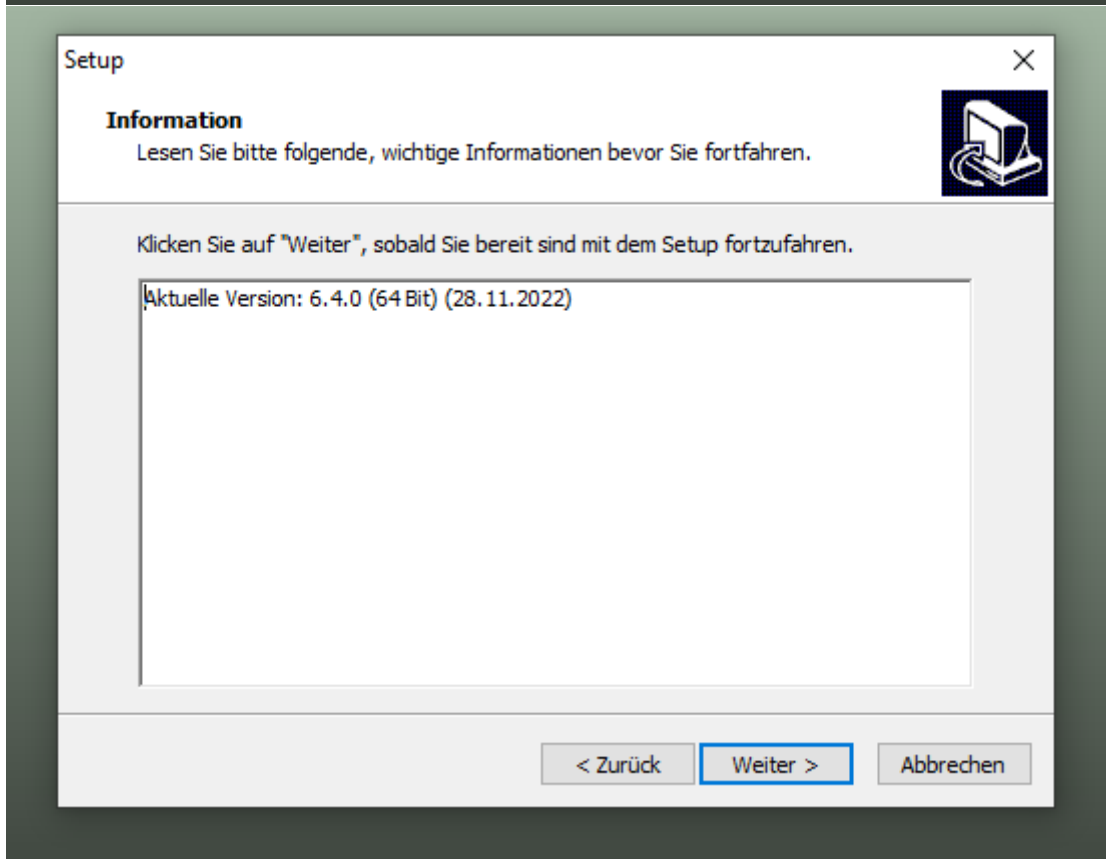 Setup
Information
Lesen Sie bitte folgende, wichtige Informationen bevor Sie fortfahren.
Klicken Sie auf "Weiter", sobald Sie bereit sind mit dem Setup fortzufahren.
Aktuelle Version: 6.4.0 (64 Bit) (28.11.2022)
< Zurück Weiter > Abbrechen